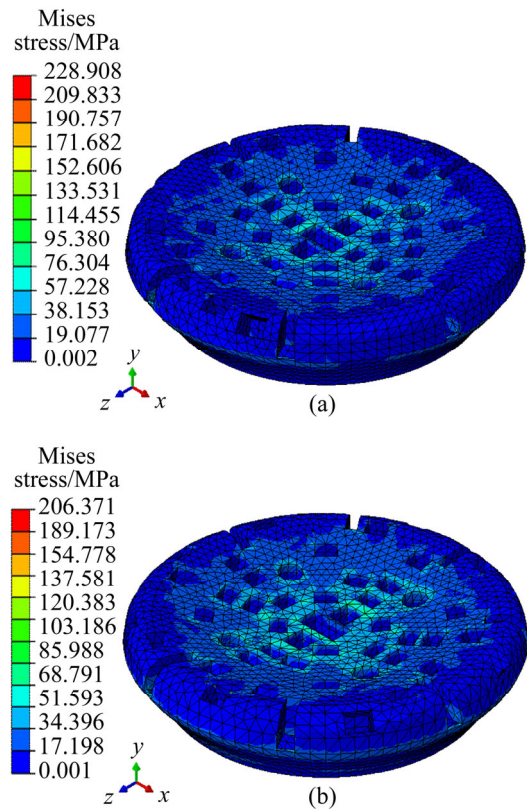 Mises
stress/MPa
228.908
209.833
190.757
171.682
152.606
133.531
114.455
95.380
76.304
57.228
38.153
19.077
0.002
y
z
x
(a)
Mises
stress/MPa
206.371
189.173
154.778
137.581
120.383
103.186
85.988
68.791
51.593
34.396
17.198
0.001
y
z
x
(b)